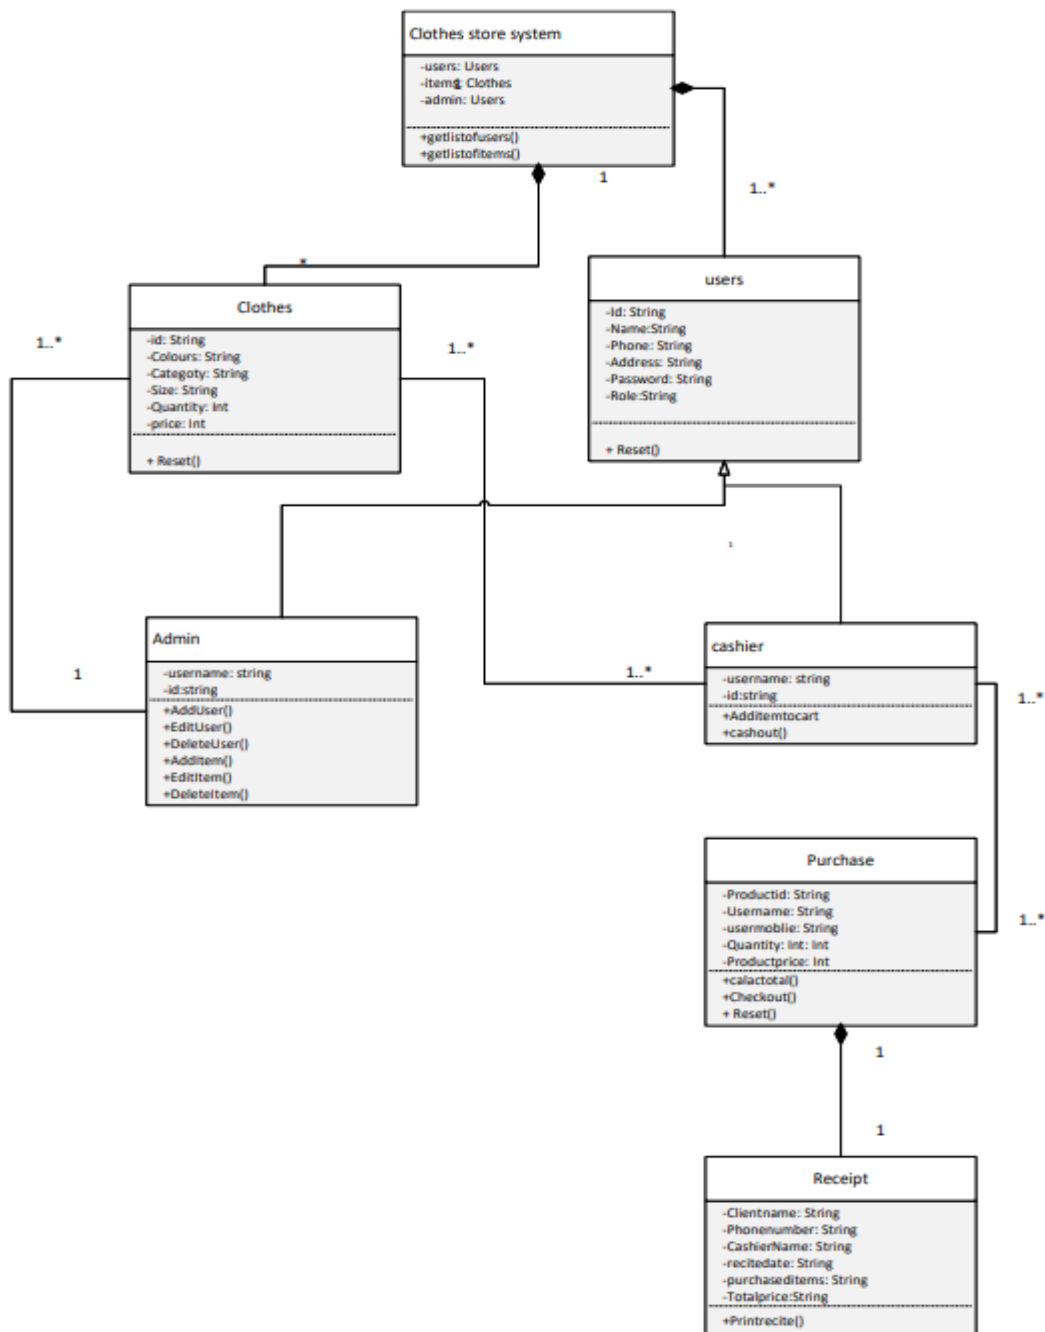 Clothes store system
-users: Users
-items: Clothes
-admin: Users
+getlistofusers()
+getlistofitems()
1
1..*
*
users
-Id: String
-Name:String
-Phone: String
-Address: String
-Password: String
-Role:String
+ Reset()
Clothes
-id: String
-Colours: String
-Categoty: String
-Size: String
-Quantity: Int
-price: Int
+ Reset()
1..*
1..*
1
Admin
-username: string
-id:string
+AddUser()
+EditUser()
+DeleteUser()
+AddItem()
+EditItem()
+DeleteItem()
1
1..*
cashier
-username: string
-id:string
+Additemtocart
+cashout()
1..*
1..*
Purchase
-Productid: String
-Username: String
-usermoblie: String
-Quantity: Int: Int
-Productprice: Int
+calactotal()
+Checkout()
+ Reset()
1
1
Receipt
-Clientname: String
-Phonenumber: String
-CashierName: String
-recitedate: String
-purchaseditems: String
-Totalprice:String
+Printrecite()